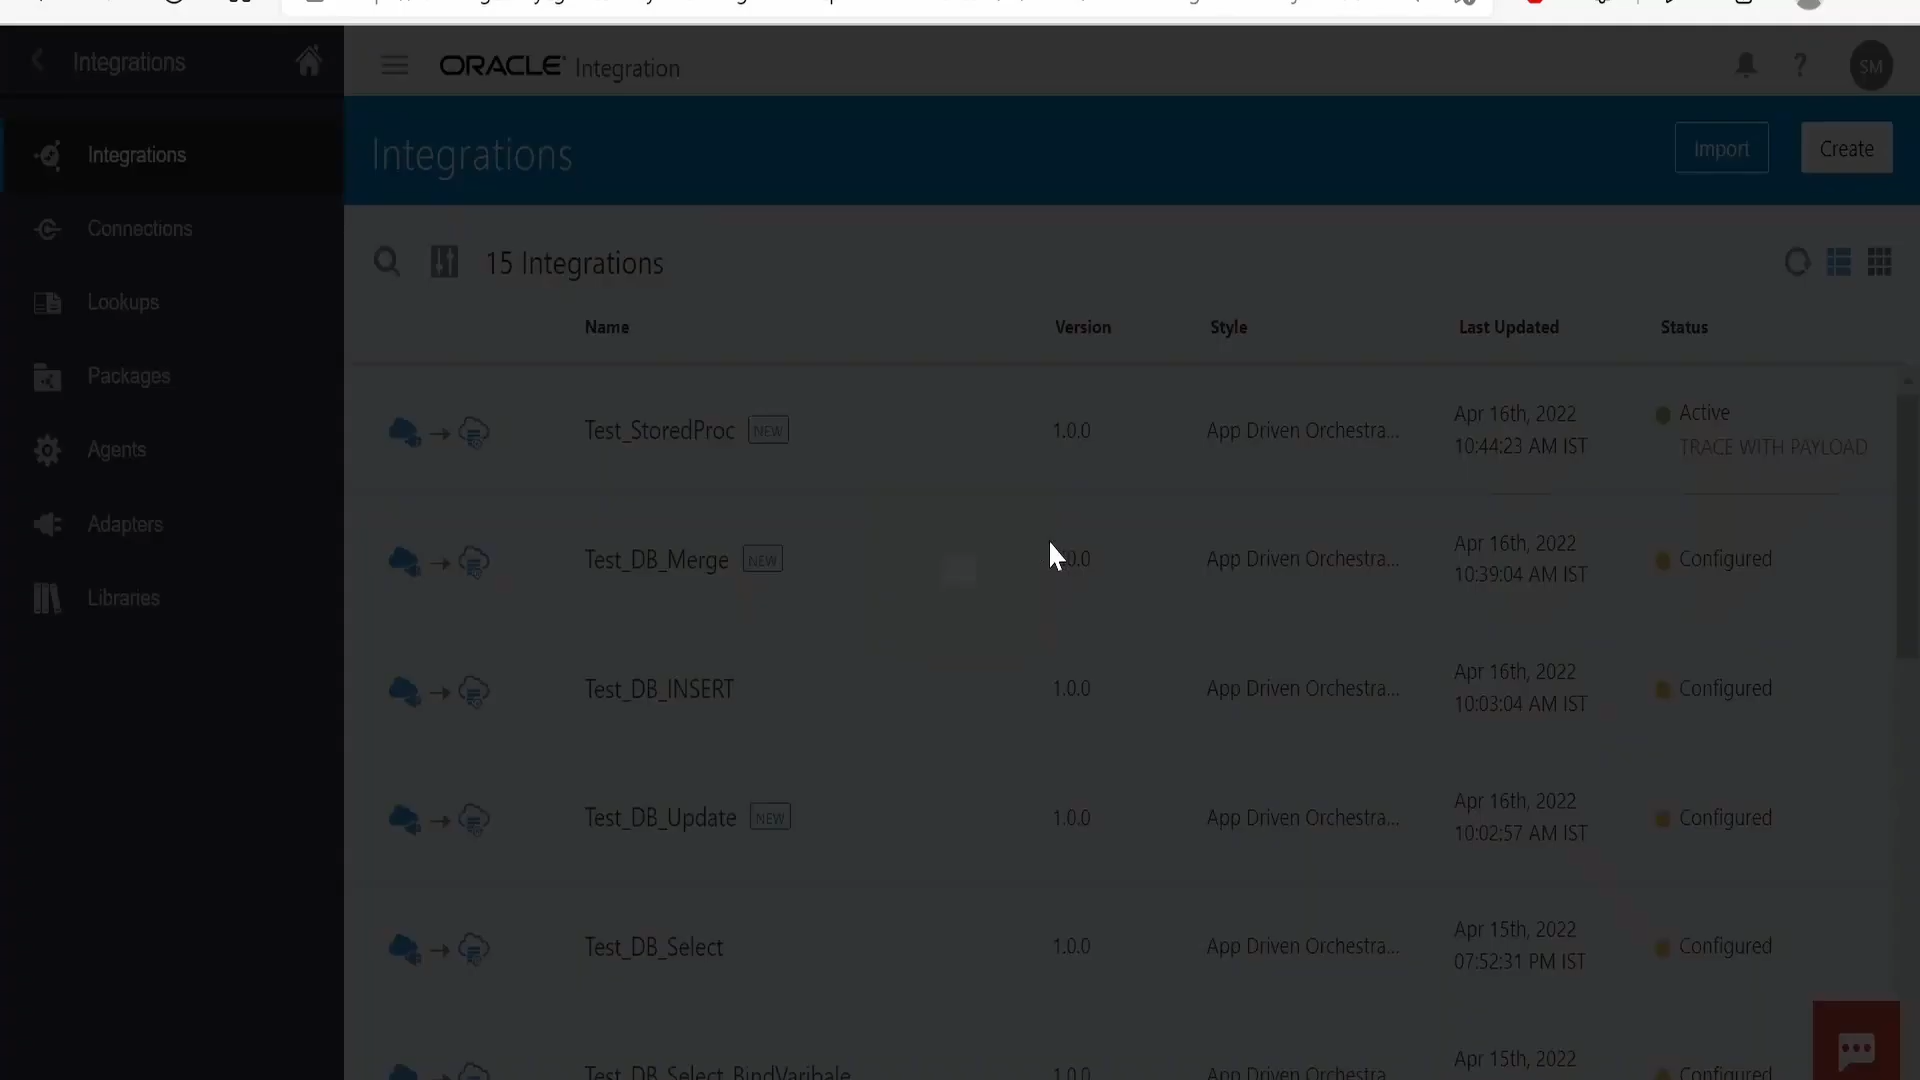 Integrations
ORACLE Integration
?
SM
Integrations
Import
Create
Integrations
Connections
Lookups
Packages
Agents
Adapters
Libraries
15 Integrations
Name Version Style Last Updated Status
Test_StoredProc NEW 1.0.0 App Driven Orchestra... Apr 16th, 2022 10:44:23 AM IST Active
TRACE WITH PAYLOAD
Test_DB_Merge NEW 0.0 App Driven Orchestra... Apr 16th, 2022 10:39:04 AM IST Configured
Test_DB_INSERT 1.0.0 App Driven Orchestra... Apr 16th, 2022 10:03:04 AM IST Configured
Test_DB_Update NEW 1.0.0 App Driven Orchestra... Apr 16th, 2022 10:02:57 AM IST Configured
Test_DB_Select 1.0.0 App Driven Orchestra... Apr 15th, 2022 07:52:31 PM IST Configured
Test_DB_Select_BindVaribale 1.0.0 App Driven Orchestra... Apr 15th, 2022 Configured